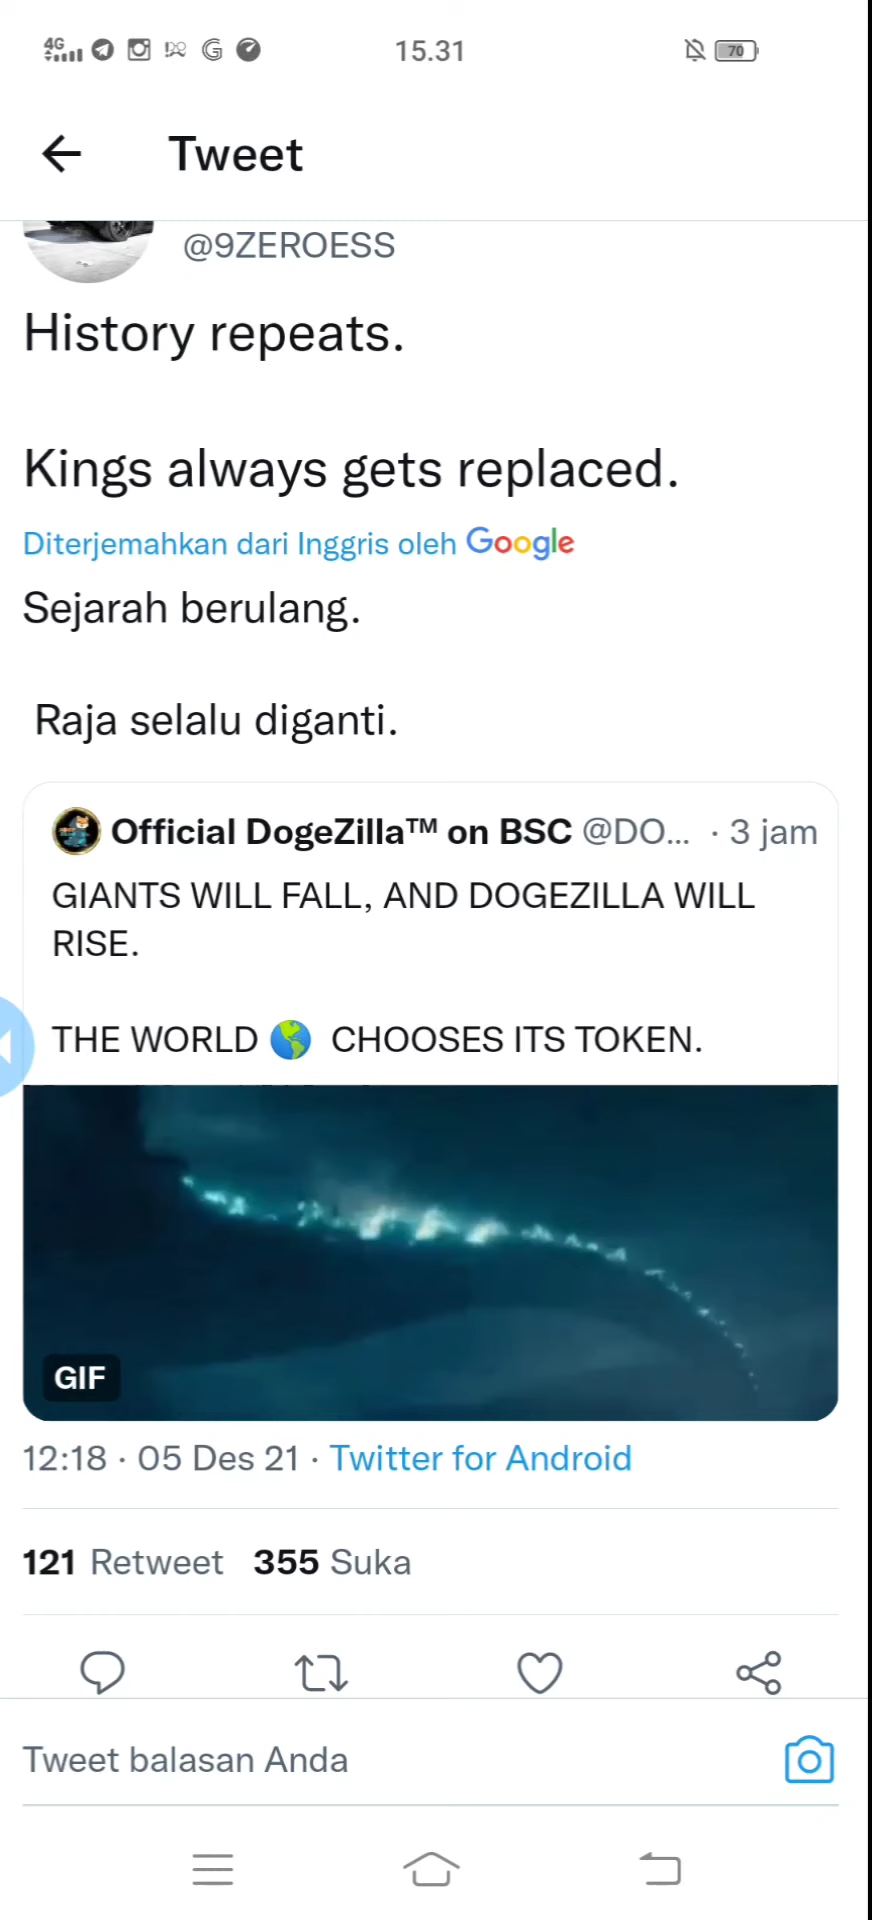 4G 15.31 70
Tweet
@9ZEROESS
History repeats.
Kings always gets replaced.
Diterjemahkan dari Inggris oleh Google
Sejarah berulang.
Raja selalu diganti.
Official DogeZilla™ on BSC @DO... · 3 jam
GIANTS WILL FALL, AND DOGEZILLA WILL
RISE.
THE WORLD 🌎 CHOOSES ITS TOKEN.
GIF
12:18 · 05 Des 21 · Twitter for Android
121 Retweet 355 Suka
Tweet balasan Anda